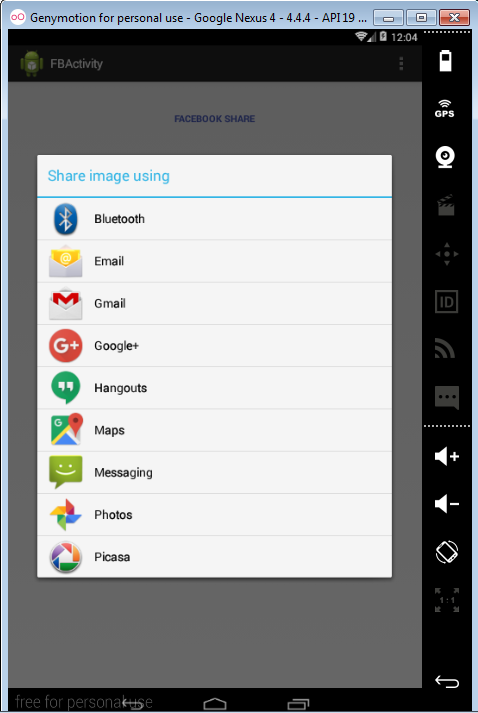 Genymotion for personal use - Google Nexus 4 - 4.4.4 - API 19 ...
12:04
FBActivity
GPS
FACEBOOK SHARE
Share image using
Bluetooth
@
Email
Gmail
ID
G+
Google+
Hangouts
G
Maps
Messaging
Photos
Picasa
1 : 1
free for personal use